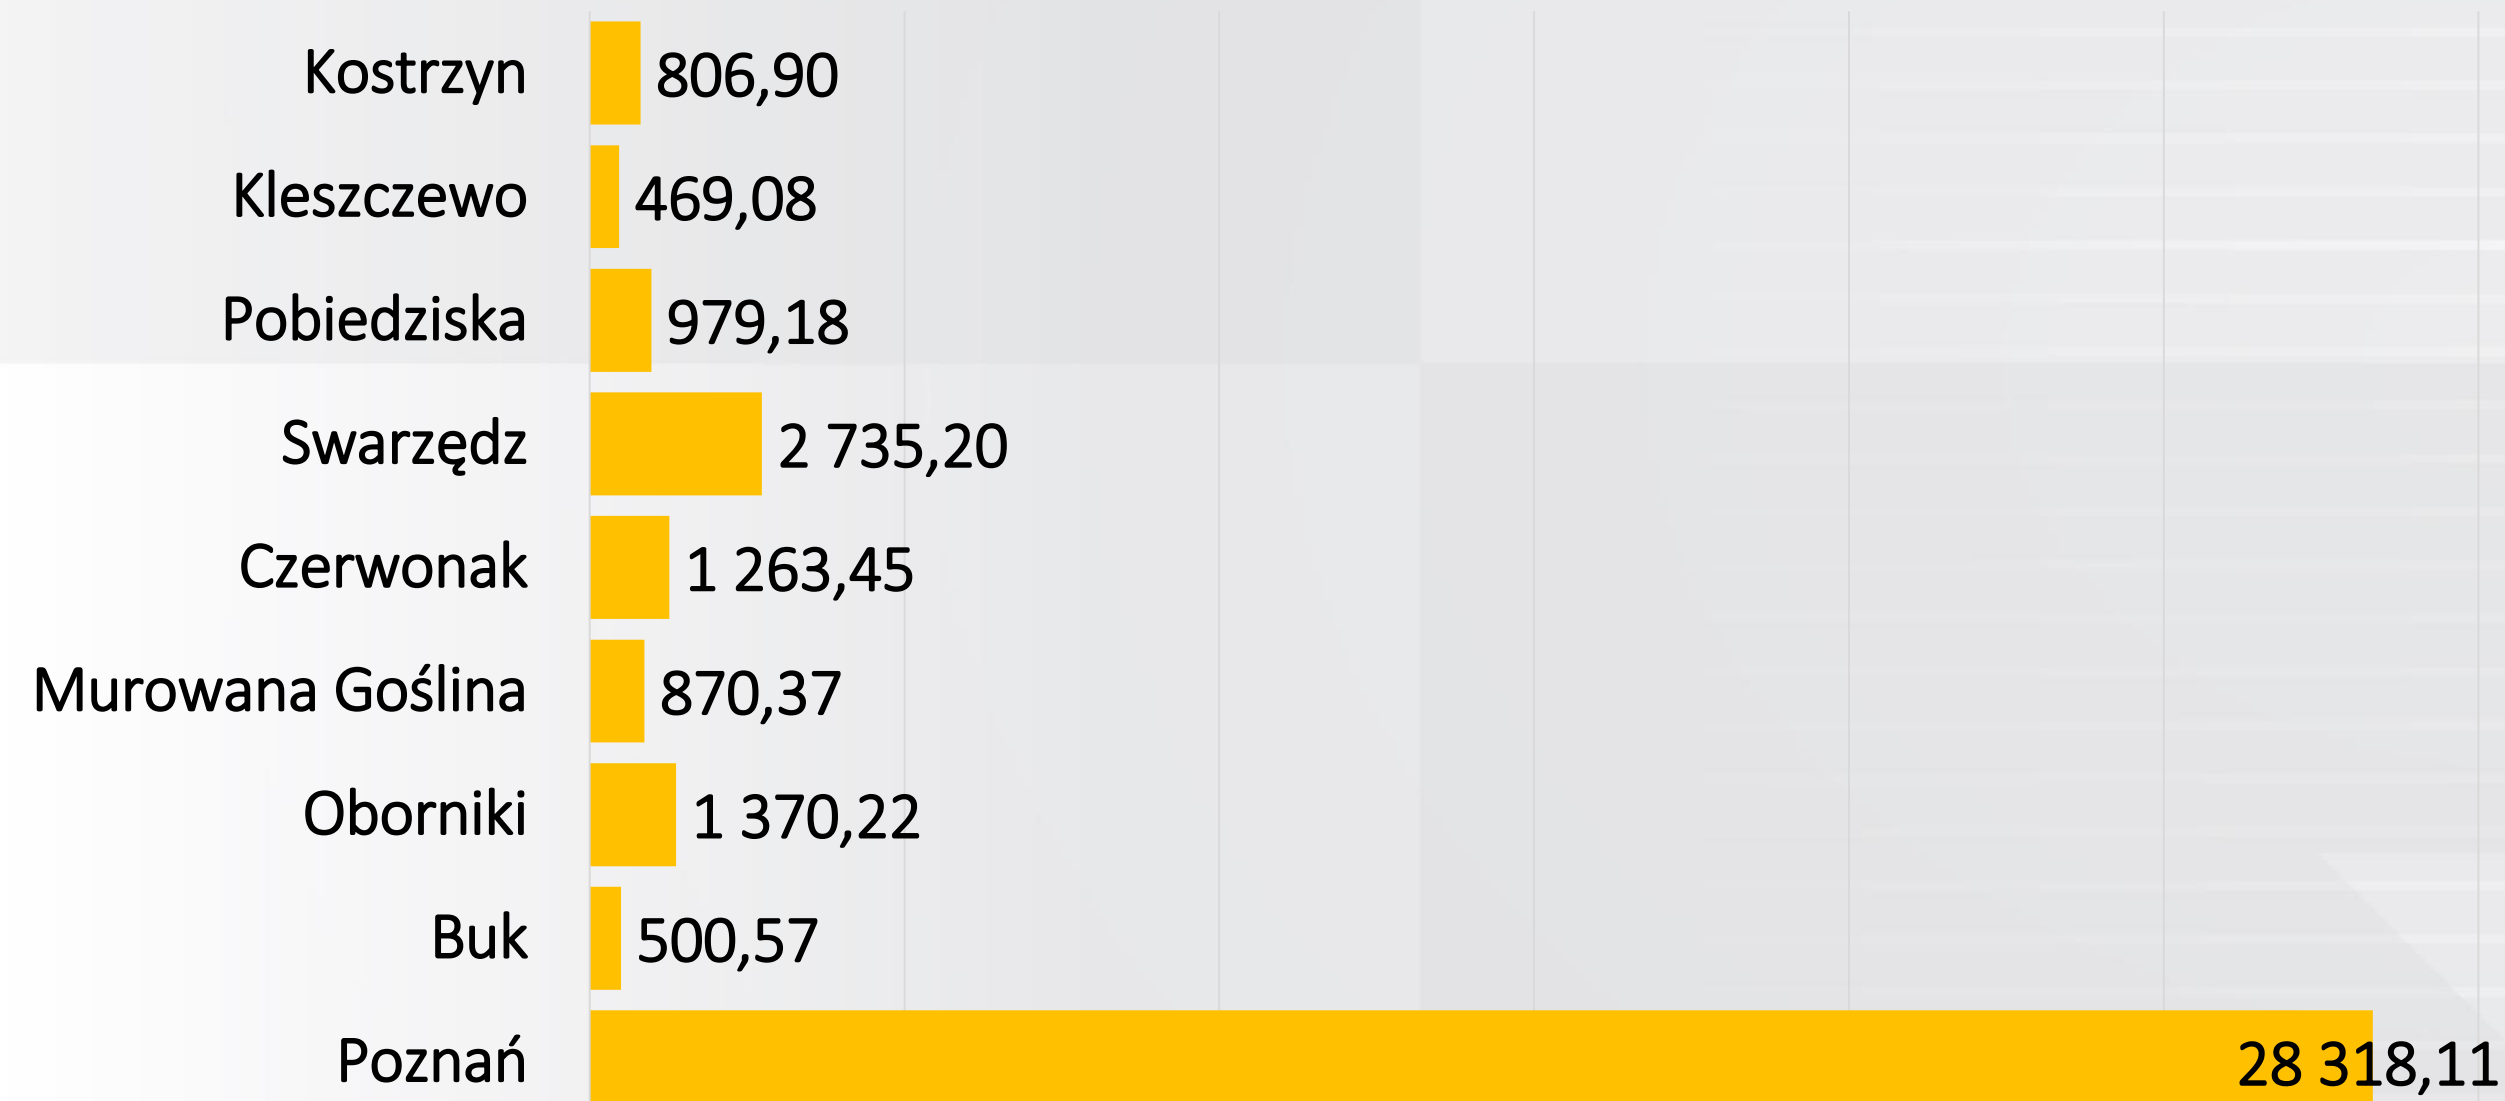 Kostrzyn 806,90
Kleszczewo 469,08
Pobiedziska 979,18
Swarzędz 2 735,20
Czerwonak 1 263,45
Murowana Goślina 870,37
Oborniki 1 370,22
Buk 500,57
Poznań 28 318,11